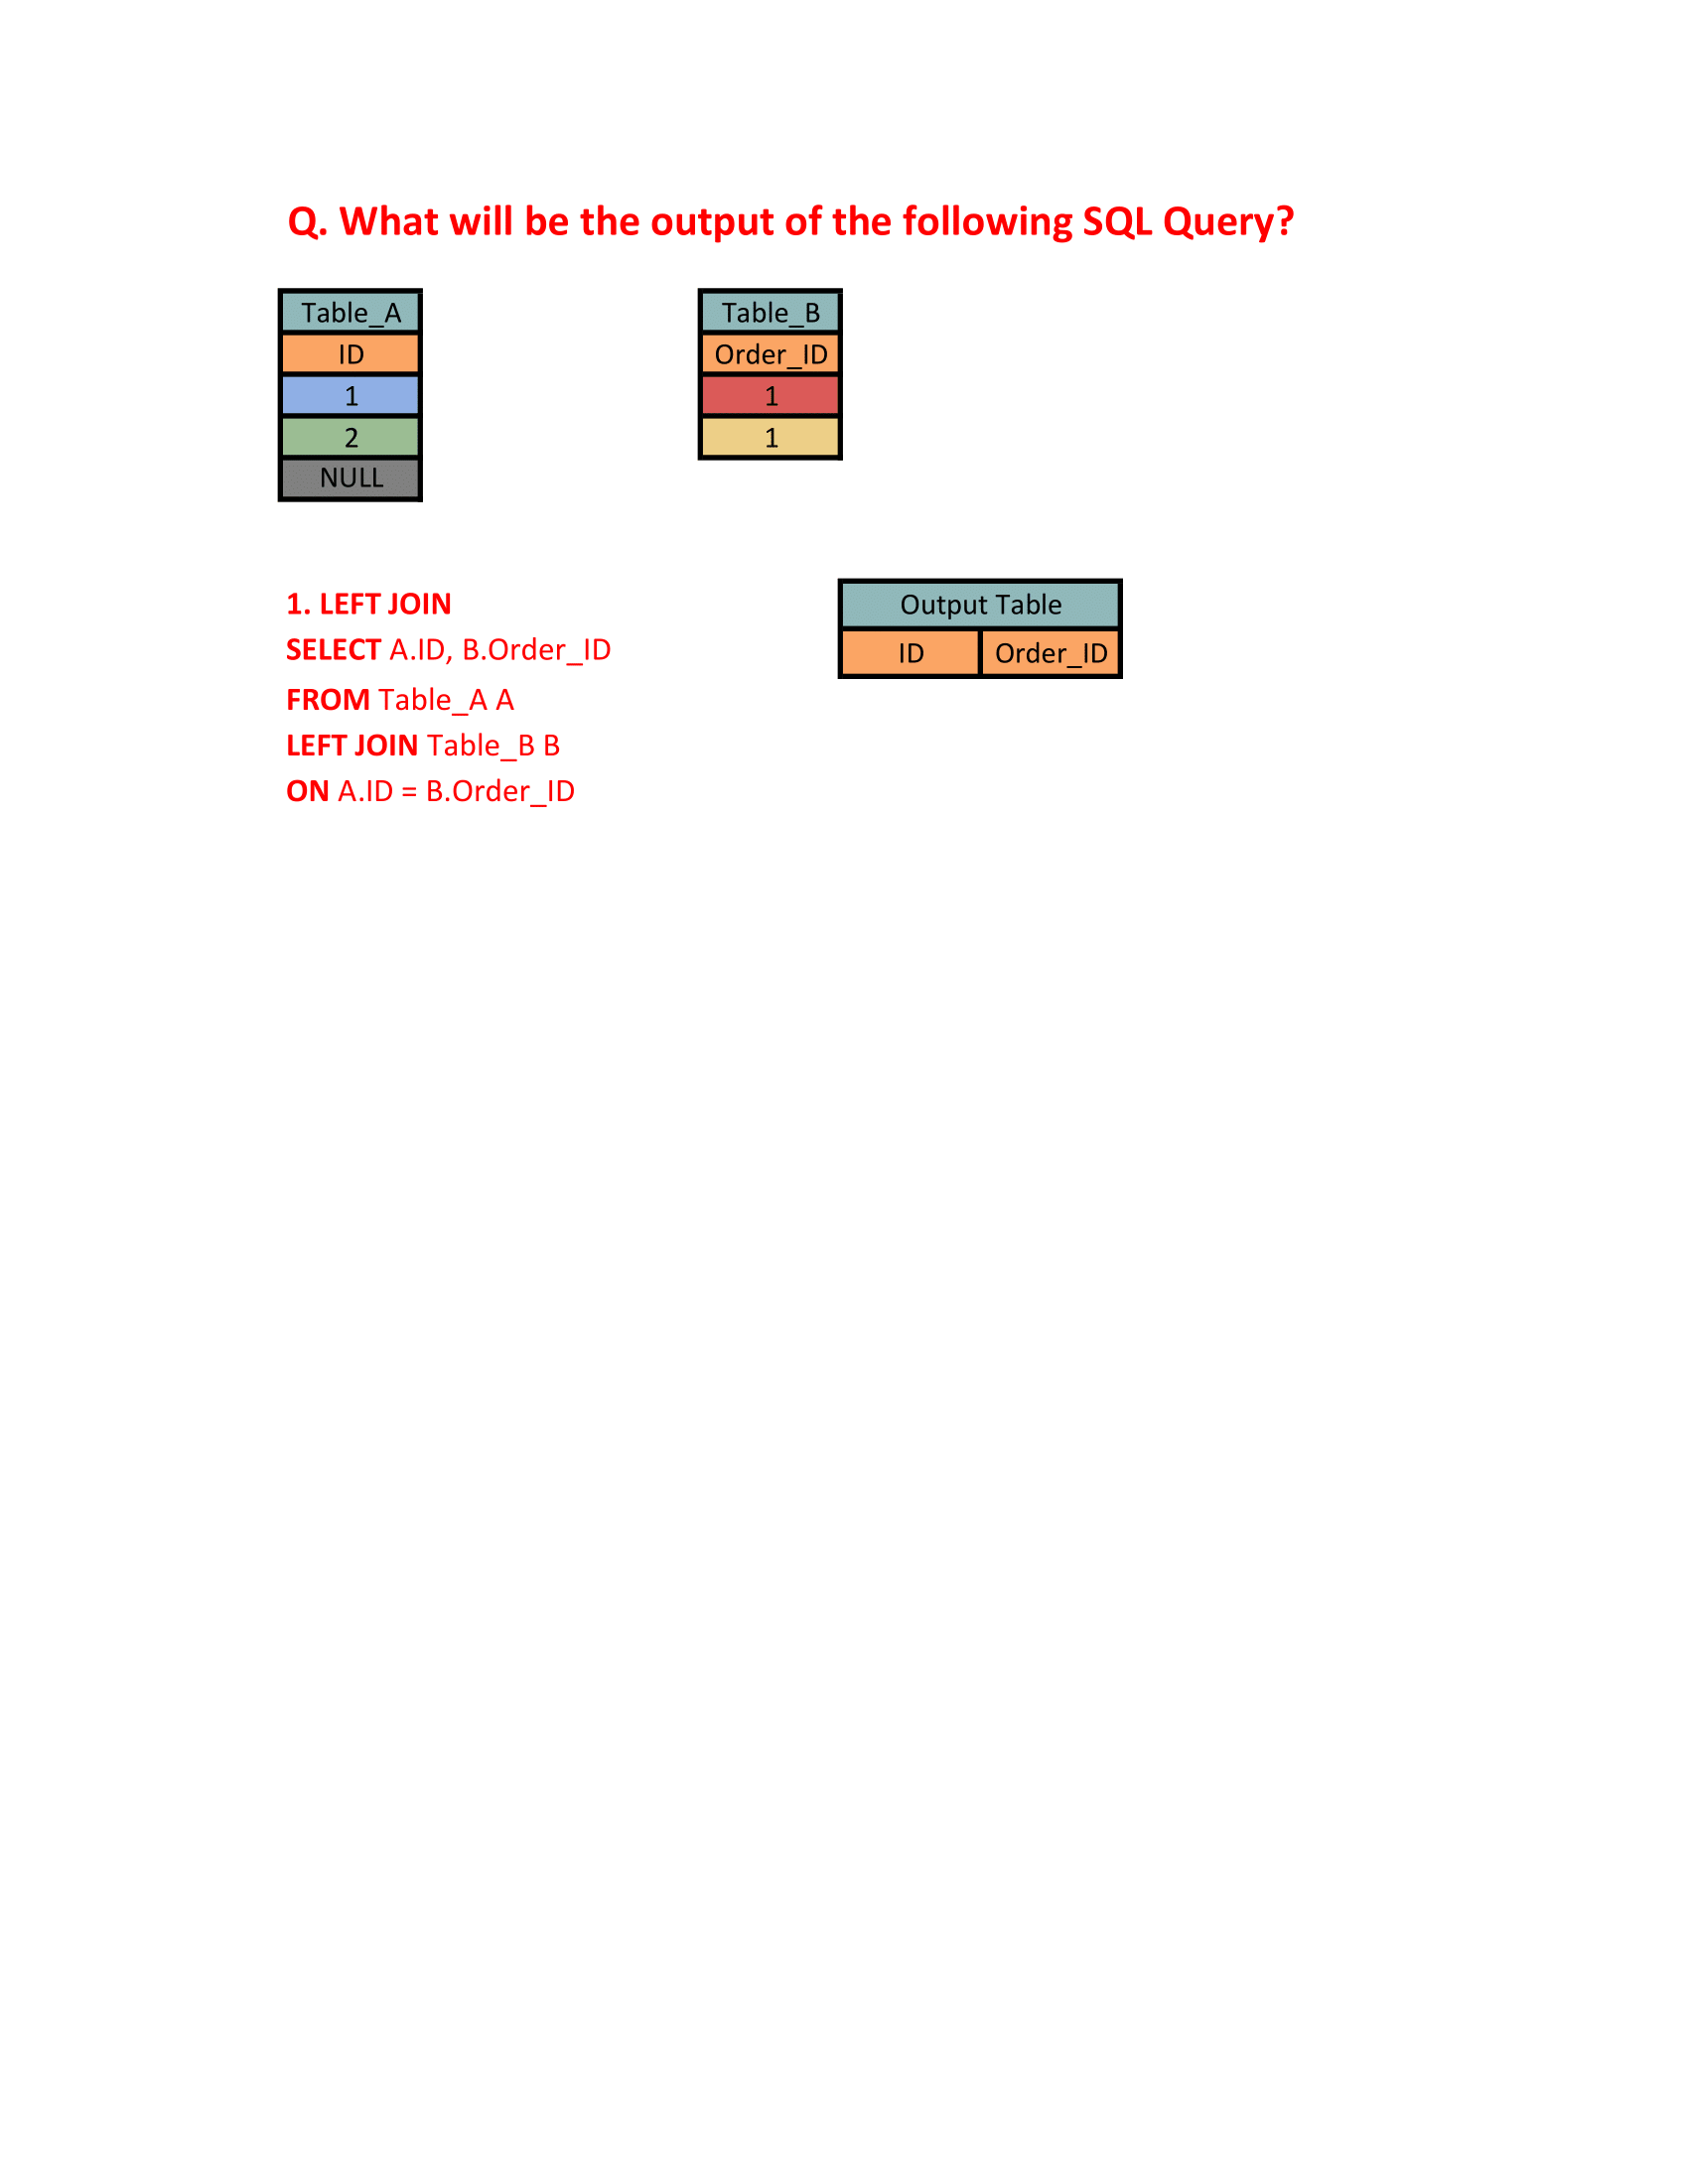 Q. What will be the output of the following SQL Query?
Table_A
ID
1
2
NULL
Table_B
Order_ID
1
1
1. LEFT JOIN
SELECT A.ID, B.Order_ID
FROM Table_A A
LEFT JOIN Table_B B
ON A.ID = B.Order_ID
Output Table
ID Order_ID